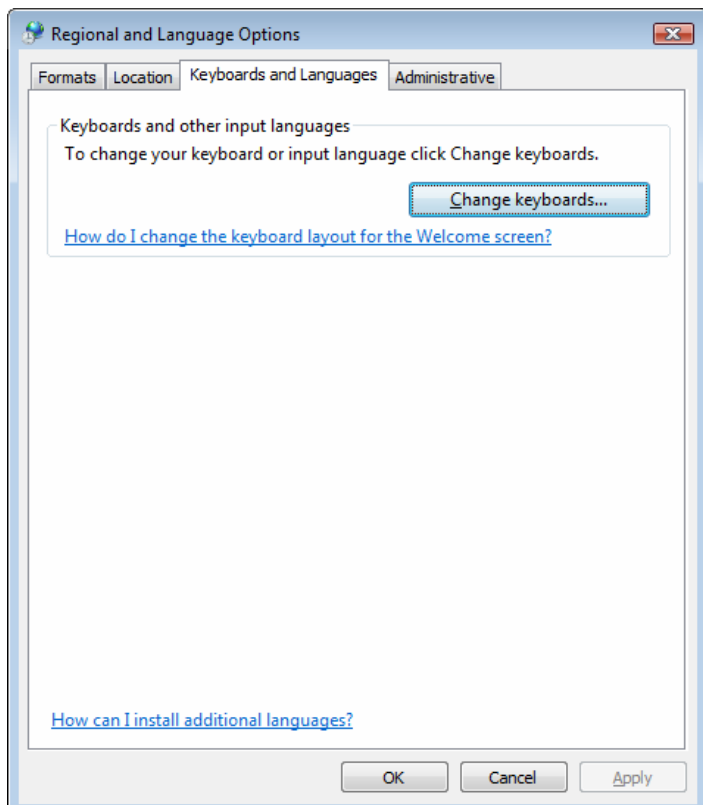 Regional and Language Options
Formats Location Keyboards and Languages Administrative
Keyboards and other input languages
To change your keyboard or input language click Change keyboards.
Change keyboards...
How do I change the keyboard layout for the Welcome screen?
How can I install additional languages?
OK Cancel Apply